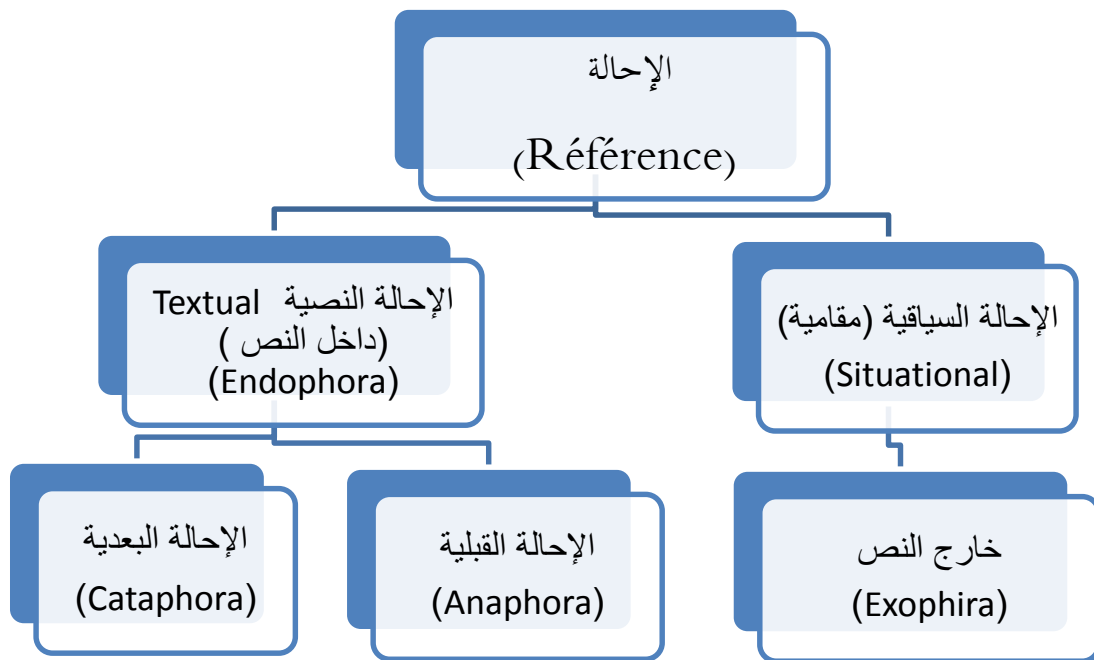 الإحالة
(Référence)
الإحالة السياقية (مقامية)
(Situational)
الإحالة النصية Textual
(داخل النص )
(Endophora)
خارج النص
(Exophira)
الإحالة القبلية
(Anaphora)
الإحالة البعدية
(Cataphora)